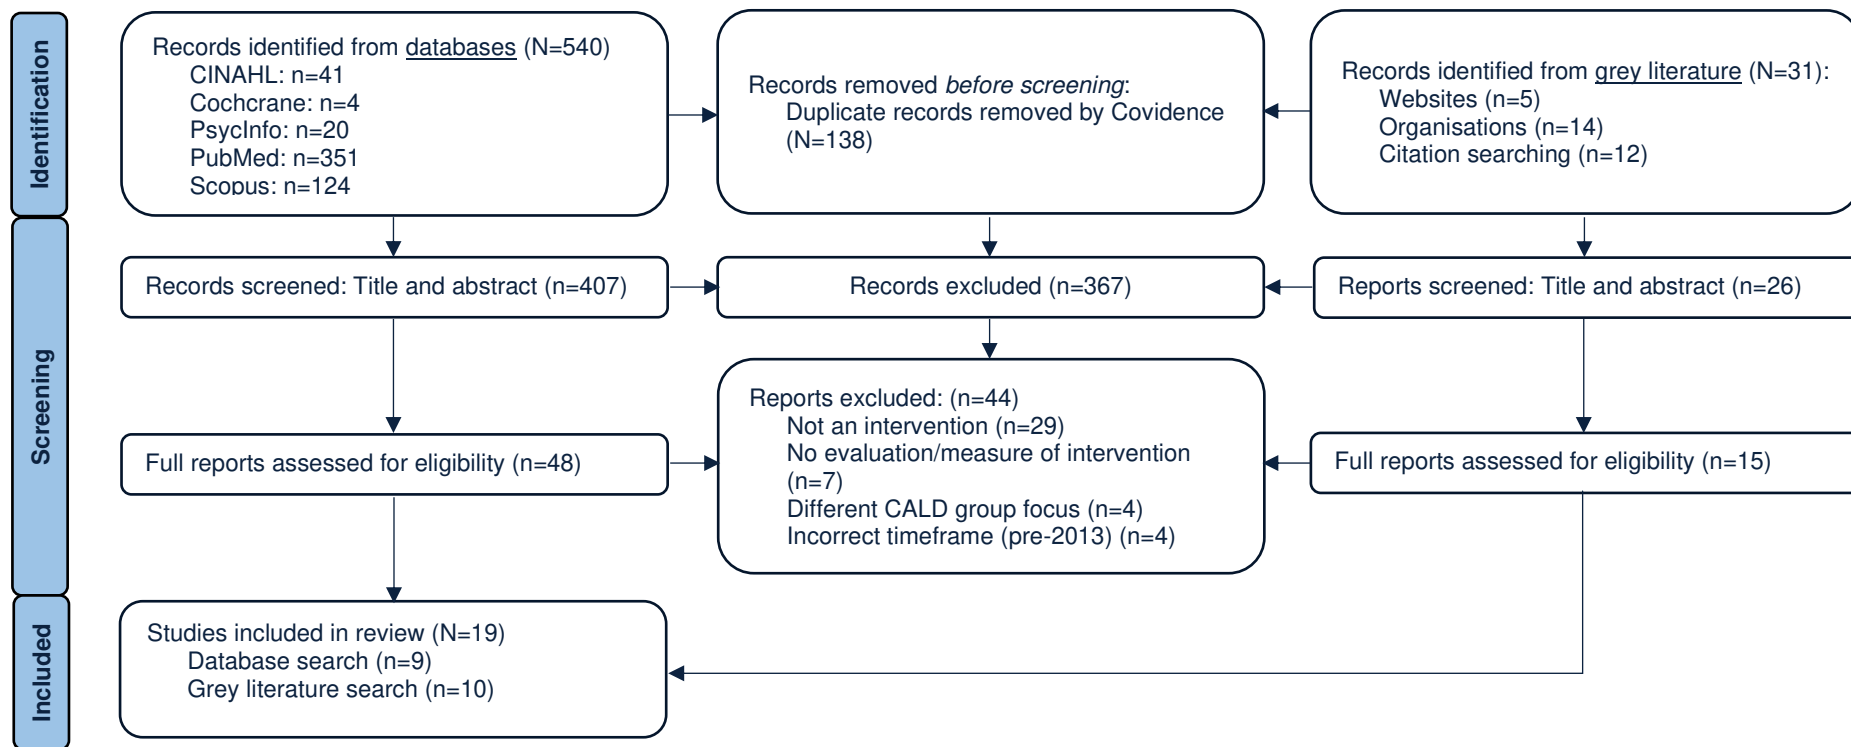 Identification
Records identified from databases (N=540)
CINAHL: n=41
Cochcrane: n=4
PsycInfo: n=20
PubMed: n=351
Scopus: n=124
Records removed before screening:
Duplicate records removed by Covidence
(N=138)
Records identified from grey literature (N=31):
Websites (n=5)
Organisations (n=14)
Citation searching (n=12)
Screening
Records screened: Title and abstract (n=407)
Records excluded (n=367)
Reports screened: Title and abstract (n=26)
Full reports assessed for eligibility (n=48)
Reports excluded: (n=44)
Not an intervention (n=29)
No evaluation/measure of intervention
(n=7)
Different CALD group focus (n=4)
Incorrect timeframe (pre-2013) (n=4)
Full reports assessed for eligibility (n=15)
Included
Studies included in review (N=19)
Database search (n=9)
Grey literature search (n=10)